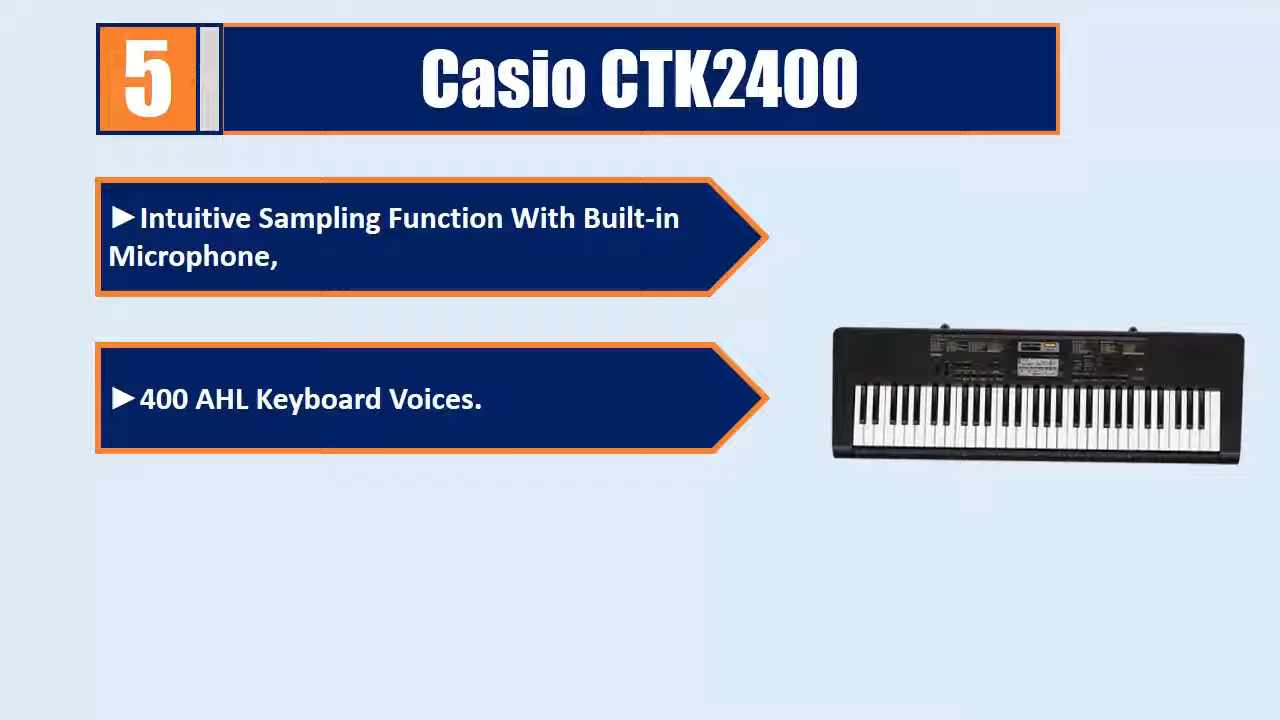 5
Casio CTK2400
►Intuitive Sampling Function With Built-in
Microphone,
►400 AHL Keyboard Voices.